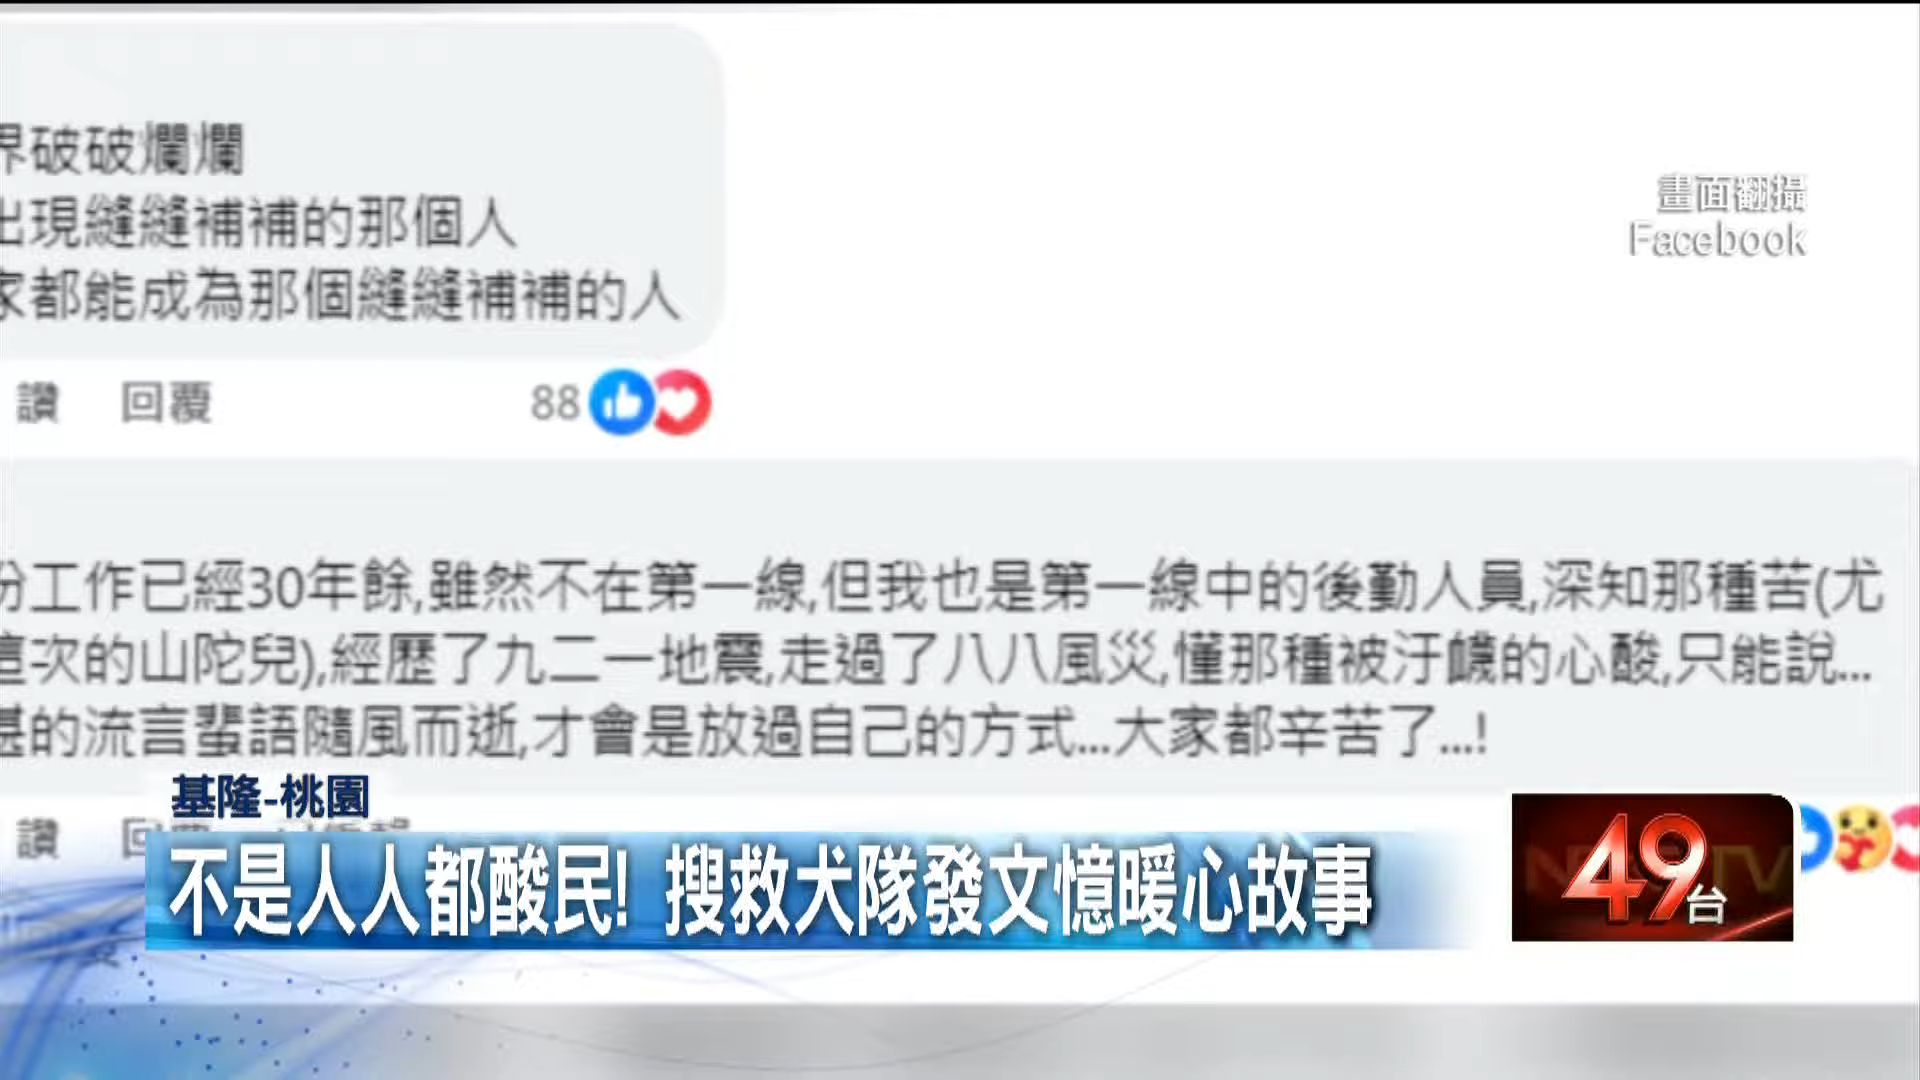 界破破爛爛
出現縫縫補補的那個人
家都能成為那個縫縫補補的人
畫面翻攝
Facebook
讚 回覆 88
份工作已經30年餘,雖然不在第一線,但我也是第一線中的後勤人員,深知那種苦(尤
這次的山陀兒),經歷了九二一地震,走過了八八風災,懂那種被汙衊的心酸,只能說...
的流言蜚語隨風而逝,才會是放過自己的方式...大家都辛苦了...!
基隆-桃園
讚
不是人人都酸民! 搜救犬隊發文憶暖心故事
49台